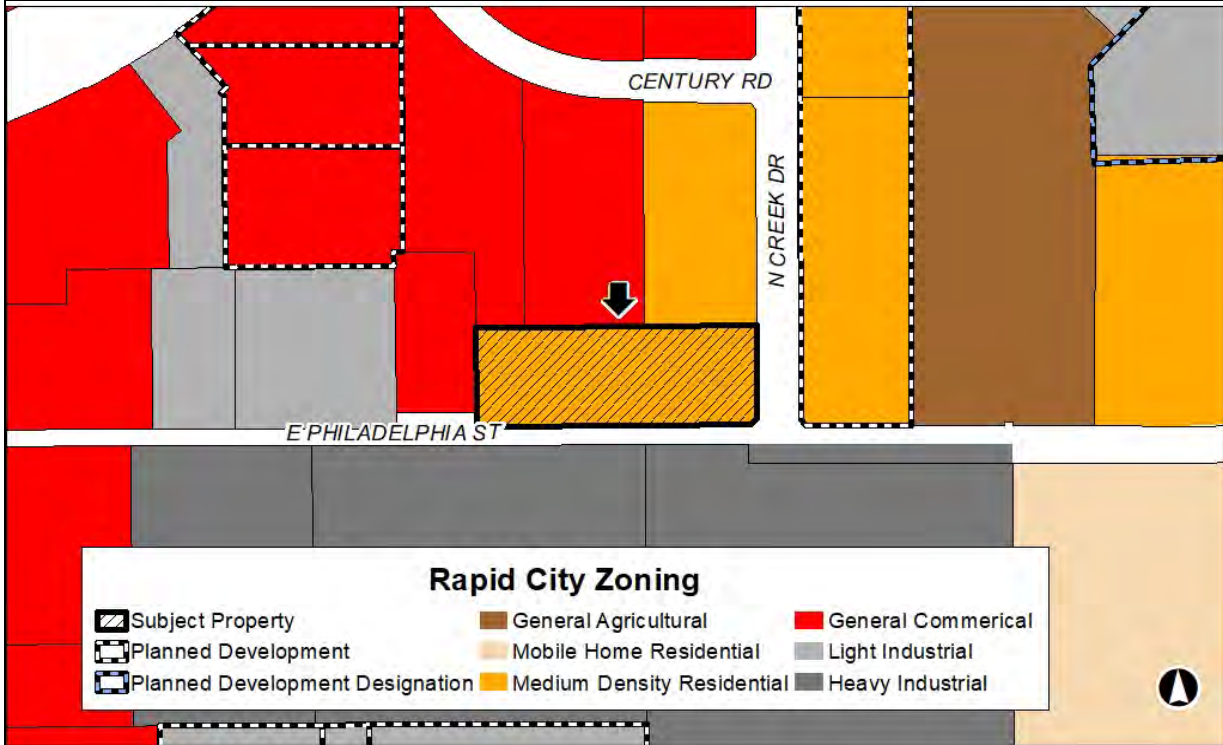 CENTURY RD
N CREEK DR
E PHILADELPHIA ST
Rapid City Zoning
Subject Property
General Agricultural
General Commerical
Planned Development
Mobile Home Residential
Light Industrial
Planned Development Designation
Medium Density Residential
Heavy Industrial